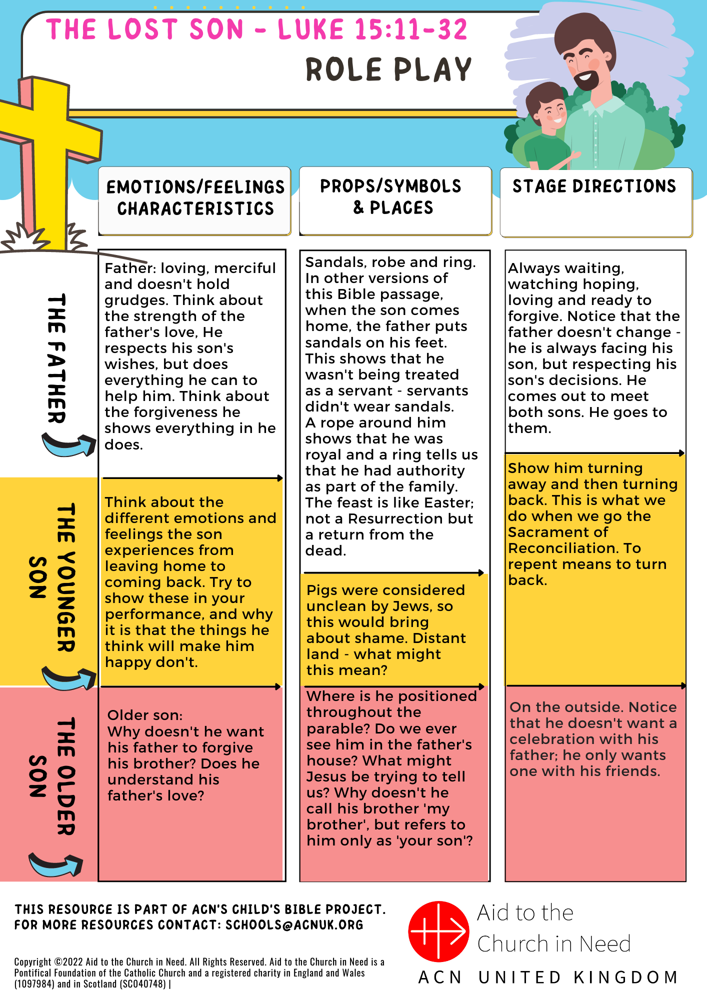 THE LOST SON - LUKE 15:11-32
ROLE PLAY
EMOTIONS/FEELINGS
CHARACTERISTICS
PROPS/SYMBOLS
& PLACES
STAGE DIRECTIONS
THE FATHER
Father: loving, merciful
and doesn't hold
grudges. Think about
the strength of the
father's love, He
respects his son's
wishes, but does
everything he can to
help him. Think about
the forgiveness he
shows everything in he
does.
Sandals, robe and ring.
In other versions of
this Bible passage,
when the son comes
home, the father puts
sandals on his feet.
This shows that he
wasn't being treated
as a servant - servants
didn't wear sandals.
A rope around him
shows that he was
royal and a ring tells us
that he had authority
as part of the family.
The feast is like Easter;
not a Resurrection but
a return from the
dead.
Always waiting,
watching hoping,
loving and ready to
forgive. Notice that the
father doesn't change -
he is always facing his
son, but respecting his
son's decisions. He
comes out to meet
both sons. He goes to
them.
THE YOUNGER
SON
Think about the
different emotions and
feelings the son
experiences from
leaving home to
coming back. Try to
show these in your
performance, and why
it is that the things he
think will make him
happy don't.
Pigs were considered
unclean by Jews, so
this would bring
about shame. Distant
land - what might
this mean?
Show him turning
away and then turning
back. This is what we
do when we go the
Sacrament of
Reconciliation. To
repent means to turn
back.
THE OLDER
SON
Older son:
Why doesn't he want
his father to forgive
his brother? Does he
understand his
father's love?
Where is he positioned
throughout the
parable? Do we ever
see him in the father's
house? What might
Jesus be trying to tell
us? Why doesn't he
call his brother 'my
brother', but refers to
him only as 'your son'?
On the outside. Notice
that he doesn't want a
celebration with his
father; he only wants
one with his friends.
THIS RESOURCE IS PART OF ACN'S CHILD'S BIBLE PROJECT.
FOR MORE RESOURCES CONTACT: SCHOOLS@ACNUK.ORG
Copyright ©2022 Aid to the Church in Need. All Rights Reserved. Aid to the Church in Need is a
Pontifical Foundation of the Catholic Church and a registered charity in England and Wales
(1097984) and in Scotland (SC040748) |
Aid to the
Church in Need
ACN UNITED KINGDOM